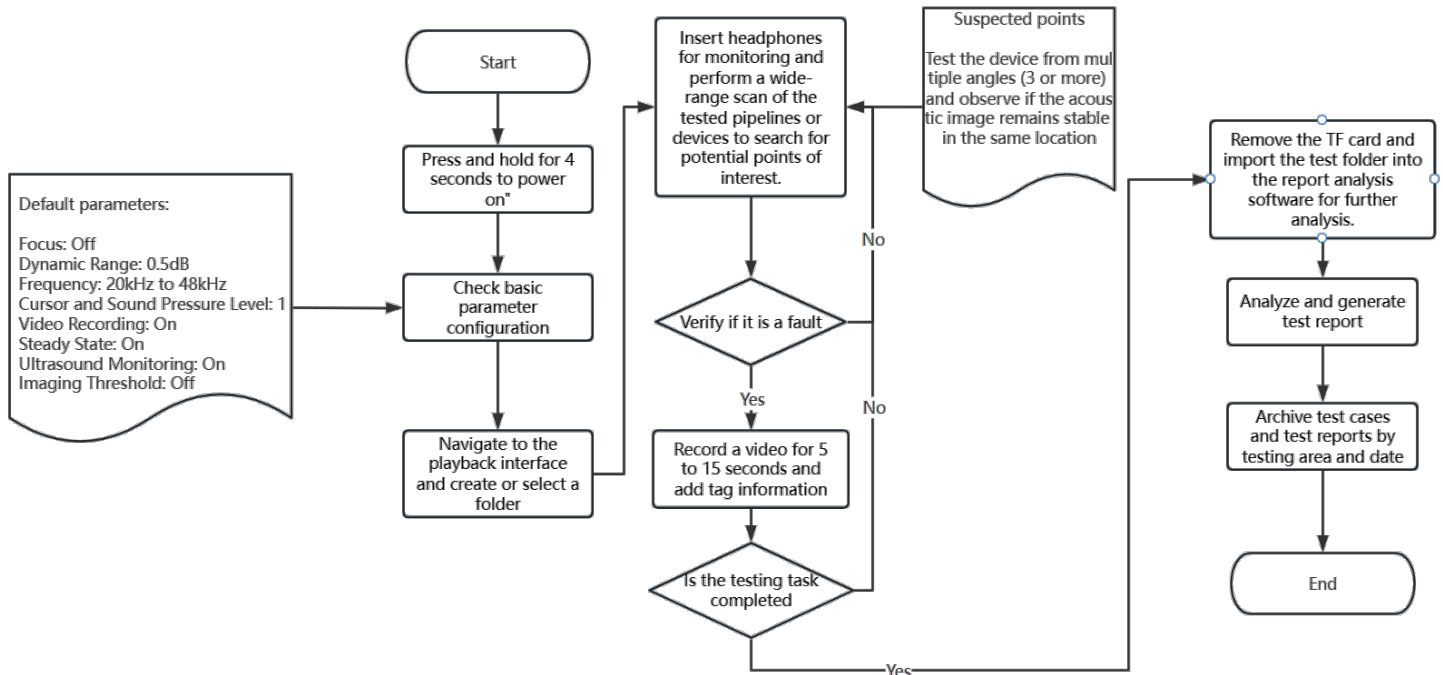 Start
Press and hold for 4
seconds to power
on"
Default parameters:
Focus: Off
Dynamic Range: 0.5dB
Frequency: 20kHz to 48kHz
Cursor and Sound Pressure Level: 1
Video Recording: On
Steady State: On
Ultrasound Monitoring: On
Imaging Threshold: Off
Check basic
parameter
configuration
Navigate to the
playback interface
and create or select a
folder
Insert headphones
for monitoring and
perform a wide-
range scan of the
tested pipelines or
devices to search for
potential points of
interest.
Suspected points
Test the device from mul
tiple angles (3 or more)
and observe if the acous
tic image remains stable
in the same location
Verify if it is a fault
No
Yes
Record a video for 5
to 15 seconds and
add tag information
No
Is the testing task
completed
Yes
Remove the TF card and
import the test folder into
the report analysis
software for further
analysis.
Analyze and generate
test report
Archive test cases
and test reports by
testing area and date
End